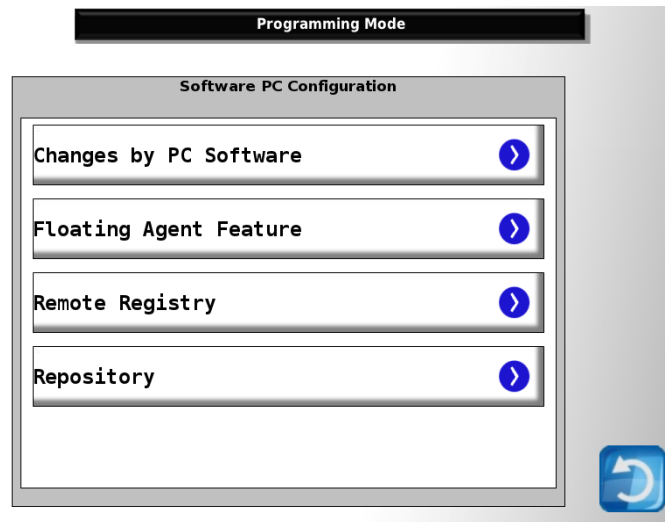 Programming Mode
Software PC Configuration
Changes by PC Software
Floating Agent Feature
Remote Registry
Repository